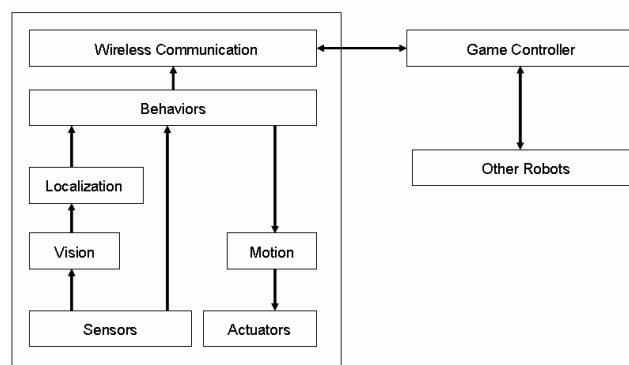 Wireless Communication
Game Controller
Behaviors
Other Robots
Localization
Vision
Motion
Sensors
Actuators